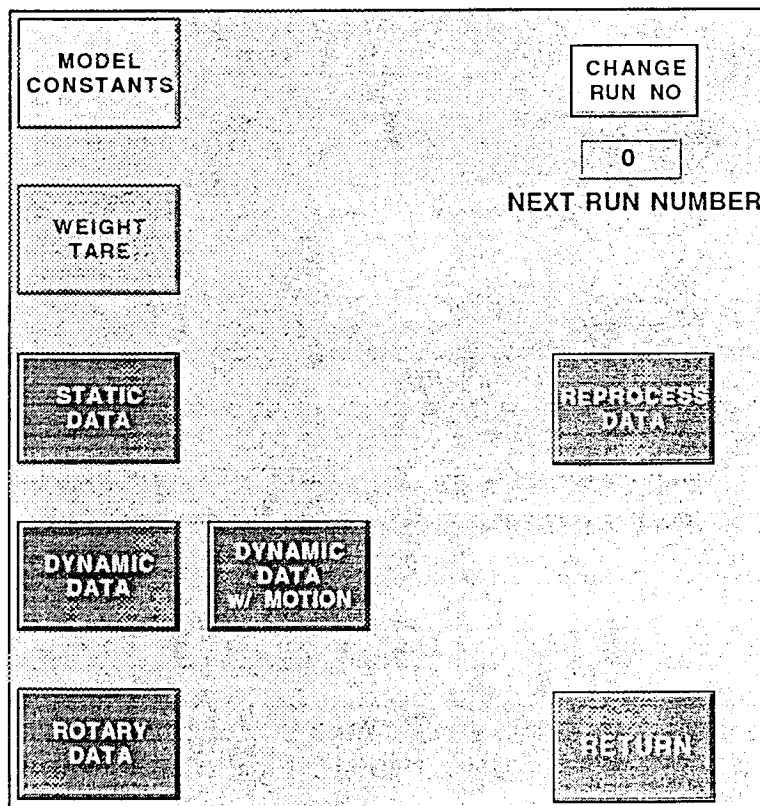 MODEL
CONSTANTS
CHANGE
RUN NO
0
NEXT RUN NUMBER
WEIGHT
TARE
STATIC
DATA
REPROCESS
DATA
DYNAMIC
DATA
DYNAMIC
DATA
w/ MOTION
ROTARY
DATA
RETURN